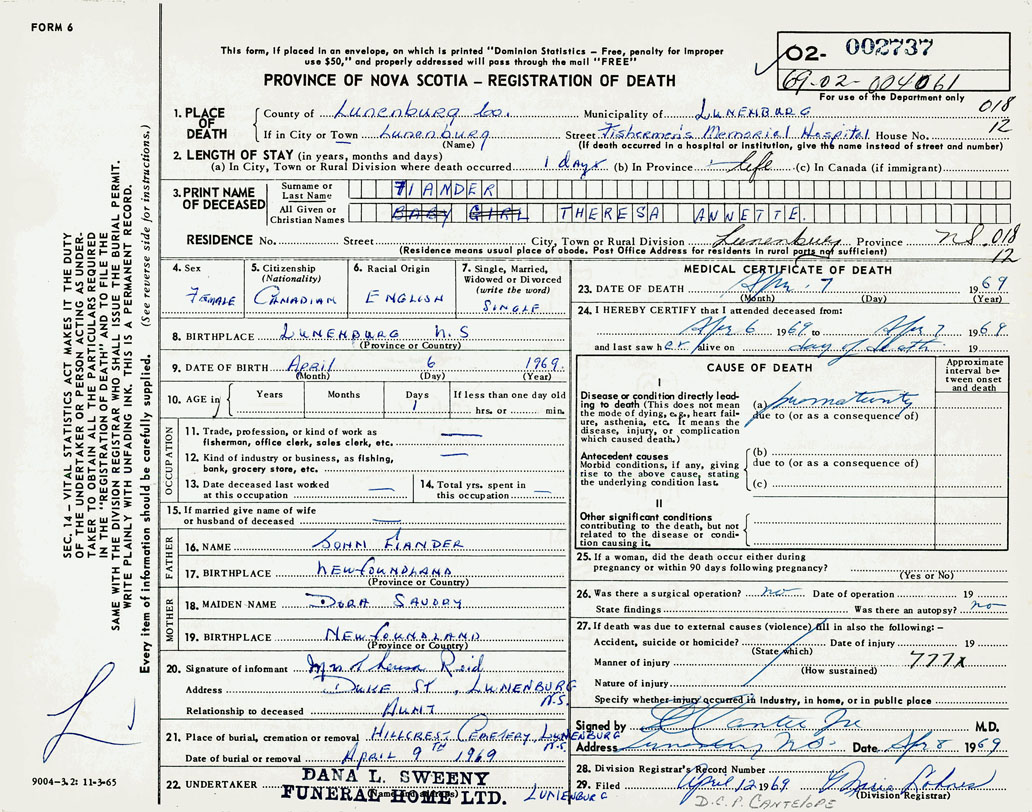 FORM 6
This form, if placed in an envelope, on which is printed "Dominion Statistics – Free, penalty for improper
use $50," and properly addressed will pass through the mail "FREE"
PROVINCE OF NOVA SCOTIA – REGISTRATION OF DEATH
02- 002737
69-02-004061
For use of the Department only
1. PLACE OF DEATH
County of Lunenburg Co. Municipality of LUNENBURG 018
If in City or Town Lunenburg Street Fishermen's Memorial Hospital House No. 12
(Name) (If death occurred in a hospital or institution, give the name instead of street and number)
2. LENGTH OF STAY (in years, months and days)
(a) In City, Town or Rural Division where death occurred 1 days (b) In Province life (c) In Canada (if immigrant)
3. PRINT NAME OF DECEASED
Surname or Last Name FIANDER
All Given or Christian Names BABY GIRL THERESA ANNETTE.
RESIDENCE No. Street City, Town or Rural Division Lunenburg Province N.S. 018
(Residence means usual place of abode. Post Office Address for residents in rural parts not sufficient) 12
4. Sex
FEMALE
5. Citizenship
(Nationality)
CANADIAN
6. Racial Origin
ENGLISH
7. Single, Married,
Widowed or Divorced
(write the word)
SINGLE
8. BIRTHPLACE LUNENBURG N.S
(Province or Country)
9. DATE OF BIRTH April 6 1969.
(Month) (Day) (Year)
10. AGE in Years Months Days If less than one day old
1 hrs. or min.
OCCUPATION
11. Trade, profession, or kind of work as
fisherman, office clerk, sales clerk, etc. —
12. Kind of industry or business, as fishing,
bank, grocery store, etc. —
13. Date deceased last worked
at this occupation —
14. Total yrs. spent in
this occupation —
15. If married give name of wife
or husband of deceased —
FATHER
16. NAME JOHN FIANDER
17. BIRTHPLACE NEWFOUNDLAND
(Province or Country)
MOTHER
18. MAIDEN NAME DORA SAVORY
19. BIRTHPLACE NEWFOUNDLAND
(Province or Country)
20. Signature of informant Mrs Reid
Address DUKE ST, LUNENBURG
N.S.
Relationship to deceased AUNT
21. Place of burial, cremation or removal HILLCREST CEMETERY, LUNENBURG
N.S.
Date of burial or removal APRIL 9TH 1969
22. UNDERTAKER DANA L. SWEENY
(Name and address)
FUNERAL HOME LTD. LUNENBURG
MEDICAL CERTIFICATE OF DEATH
23. DATE OF DEATH Apr. 7 1969
(Month) (Day) (Year)
24. I HEREBY CERTIFY that I attended deceased from:
Apr 6 1969 to Apr 7 1969
and last saw her alive on day of death 19
CAUSE OF DEATH
Approximate
interval be-
tween onset
and death
I
Disease or condition directly lead-
ing to death (This does not mean
the mode of dying, e.g., heart fail-
ure, asthenia, etc. It means the
disease, injury, or complication
which caused death.)
(a) prematurity
due to (or as a consequence of)
Antecedent causes
Morbid conditions, if any, giving
rise to the above cause, stating
the underlying condition last.
(b)
due to (or as a consequence of)
(c)
II
Other significant conditions
contributing to the death, but not
related to the disease or condi-
tion causing it.
25. If a woman, did the death occur either during
pregnancy or within 90 days following pregnancy?
(Yes or No)
26. Was there a surgical operation? no Date of operation 19
State findings Was there an autopsy? no
27. If death was due to external causes (violence) fill in also the following: –
Accident, suicide or homicide? Date of injury 19
(State which)
Manner of injury 777X
(How sustained)
Nature of injury
Specify whether injury occurred in industry, in home, or in public place
Signed by M.D.
Address Lunenburg N.S. Date Apr 8 1969
28. Division Registrar's Record Number
29. Filed April 12 1969
(Division Registrar)
D.C.P. CANTELOPE
SEC. 14 – VITAL STATISTICS ACT MAKES IT THE DUTY
OF THE UNDERTAKER OR PERSON ACTING AS UNDER-
TAKER TO OBTAIN ALL THE PARTICULARS REQUIRED
IN THE "REGISTRATION OF DEATH" AND TO FILE THE
SAME WITH THE DIVISION REGISTRAR WHO SHALL ISSUE THE BURIAL PERMIT.
WRITE PLAINLY WITH UNFADING INK. THIS IS A PERMANENT RECORD.
Every item of information should be carefully supplied. (See reverse side for instructions.)
9004-3.2: 11-3-65